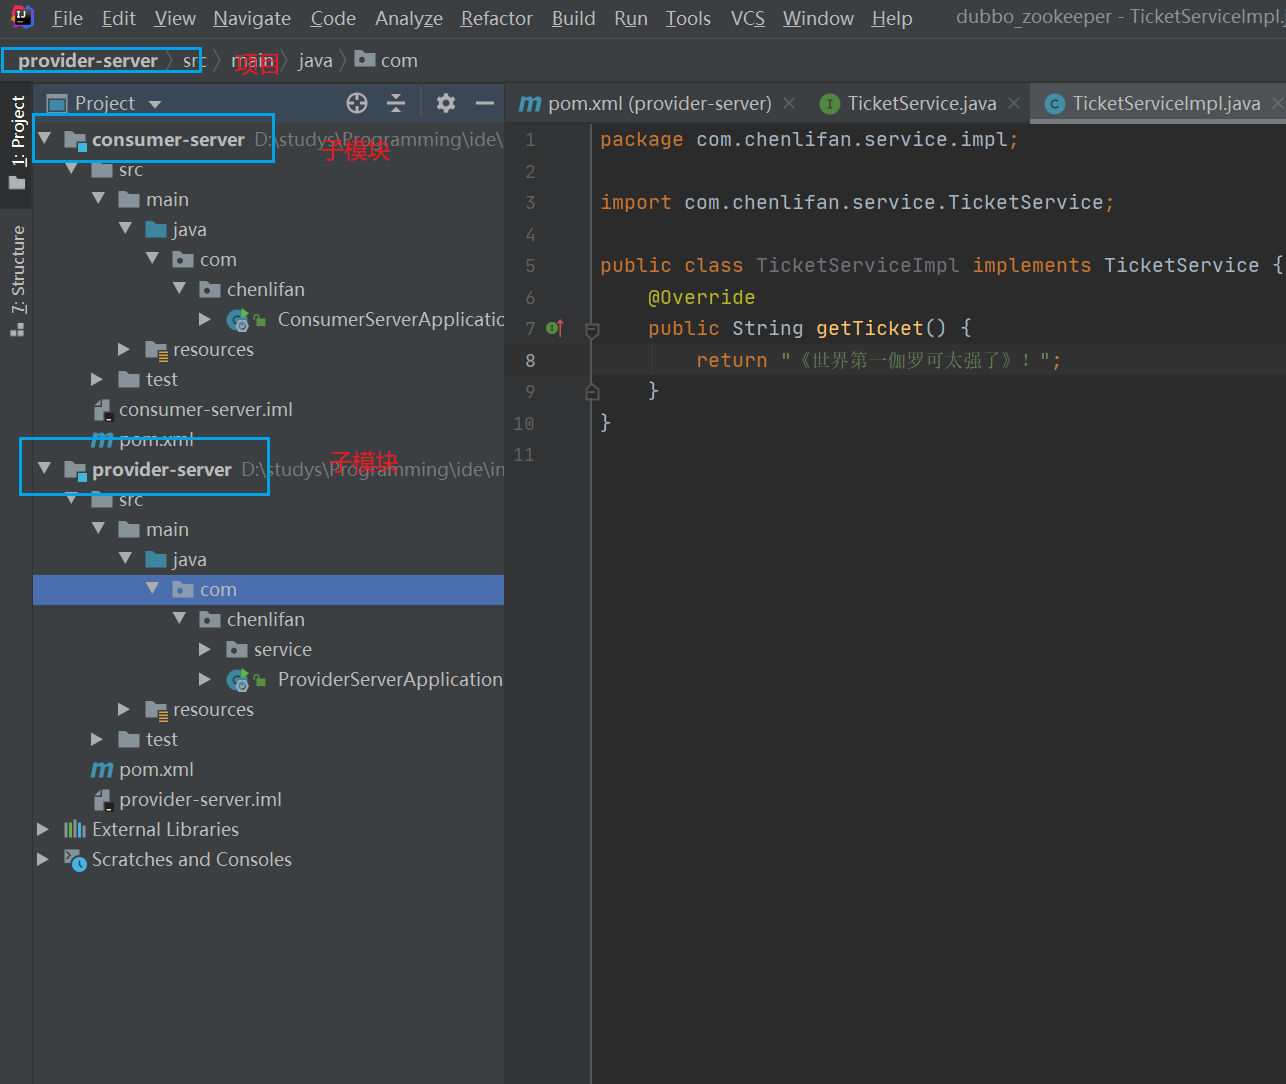 File Edit View Navigate Code Analyze Refactor Build Run Tools VCS Window Help dubbo_zookeeper - TicketServiceImpl.j
provider-server src main java com
项目
1: Project
7: Structure
Project
consumer-server D:\studys\Programming\ide\
子模块
src
main
java
com
chenlifan
ConsumerServerApplicatio
resources
test
consumer-server.iml
pom.xml
provider-server D:\studys\Programming\ide\in
子模块
src
main
java
com
chenlifan
service
ProviderServerApplication
resources
test
pom.xml
provider-server.iml
External Libraries
Scratches and Consoles
pom.xml (provider-server) TicketService.java TicketServiceImpl.java
1 package com.chenlifan.service.impl;
2
3 import com.chenlifan.service.TicketService;
4
5 public class TicketServiceImpl implements TicketService {
6 @Override
7 public String getTicket() {
8 return "《世界第一伽罗可太强了》！";
9 }
10 }
11